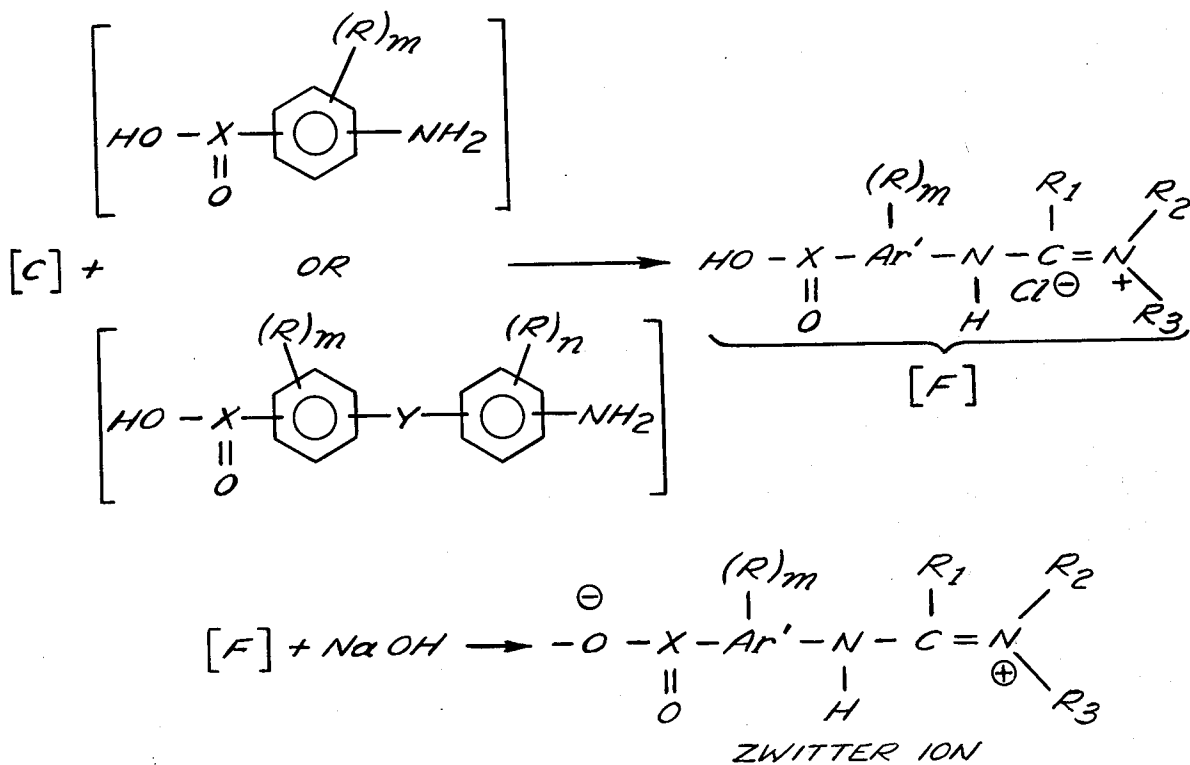 (R)m
HO - X - NH2
O
(R)m R1 R2
[C] + OR HO - X - Ar' - N - C = N
Cl ⊖ +
O H R3
(R)m (R)n [F]
HO - X - Y - NH2
O
(R)m R1 R2
⊖
[F] + NaOH → -O - X - Ar' - N - C = N
⊕
O H R3
ZWITTER ION